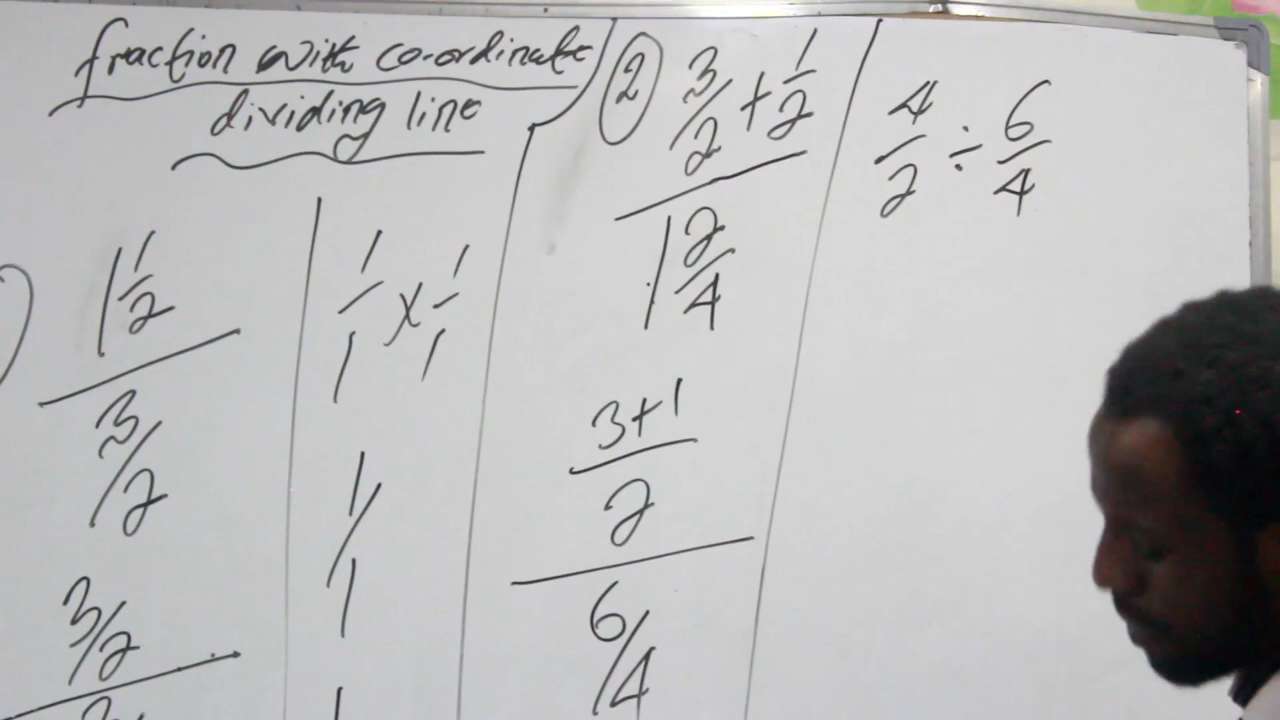 fraction with co-ordinate
dividing line
1 1/2
3/2
3/2
1/1 x 1/1
1/1
1
2
3/2 + 1/2
1 2/4
3+1
2
6/4
4/2 ÷ 6/4